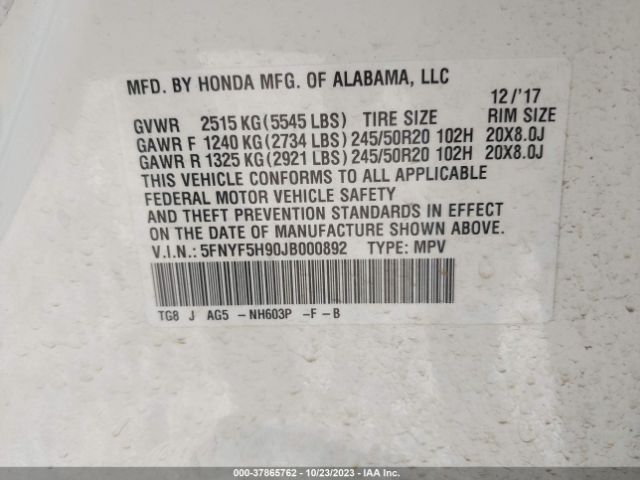 MFD. BY HONDA MFG. OF ALABAMA, LLC
12/'17
GVWR 2515 KG(5545 LBS) TIRE SIZE RIM SIZE
GAWR F 1240 KG(2734 LBS) 245/50R20 102H 20X8.0J
GAWR R 1325 KG(2921 LBS) 245/50R20 102H 20X8.0J
THIS VEHICLE CONFORMS TO ALL APPLICABLE
FEDERAL MOTOR VEHICLE SAFETY
AND THEFT PREVENTION STANDARDS IN EFFECT
ON THE DATE OF MANUFACTURE SHOWN ABOVE.
V.I.N.: 5FNYF5H90JB000892 TYPE: MPV
TG8 J AG5 -NH603P -F-B
000-37865762 - 10/23/2023 - IAA Inc.